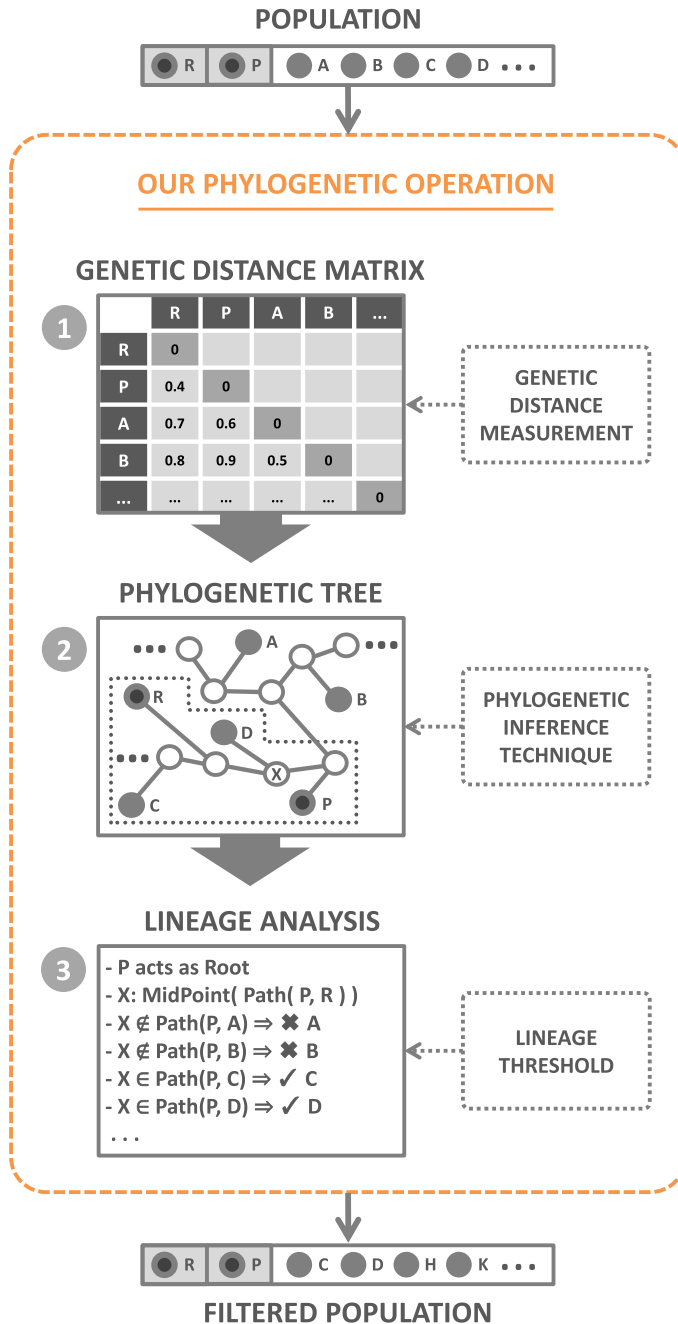 POPULATION
R P A B C D ...
OUR PHYLOGENETIC OPERATION
GENETIC DISTANCE MATRIX
1
R P A B ...
R 0
P 0.4 0
A 0.7 0.6 0
B 0.8 0.9 0.5 0
... ... ... ... ... 0
GENETIC
DISTANCE
MEASUREMENT
PHYLOGENETIC TREE
2
... A ...
R B
D
... X
C P
PHYLOGENETIC
INFERENCE
TECHNIQUE
LINEAGE ANALYSIS
3
- P acts as Root
- X: MidPoint( Path( P, R ) )
- X ∉ Path(P, A) ⇒ ✖ A
- X ∉ Path(P, B) ⇒ ✖ B
- X ∈ Path(P, C) ⇒ ✓ C
- X ∈ Path(P, D) ⇒ ✓ D
. . .
LINEAGE
THRESHOLD
R P C D H K ...
FILTERED POPULATION